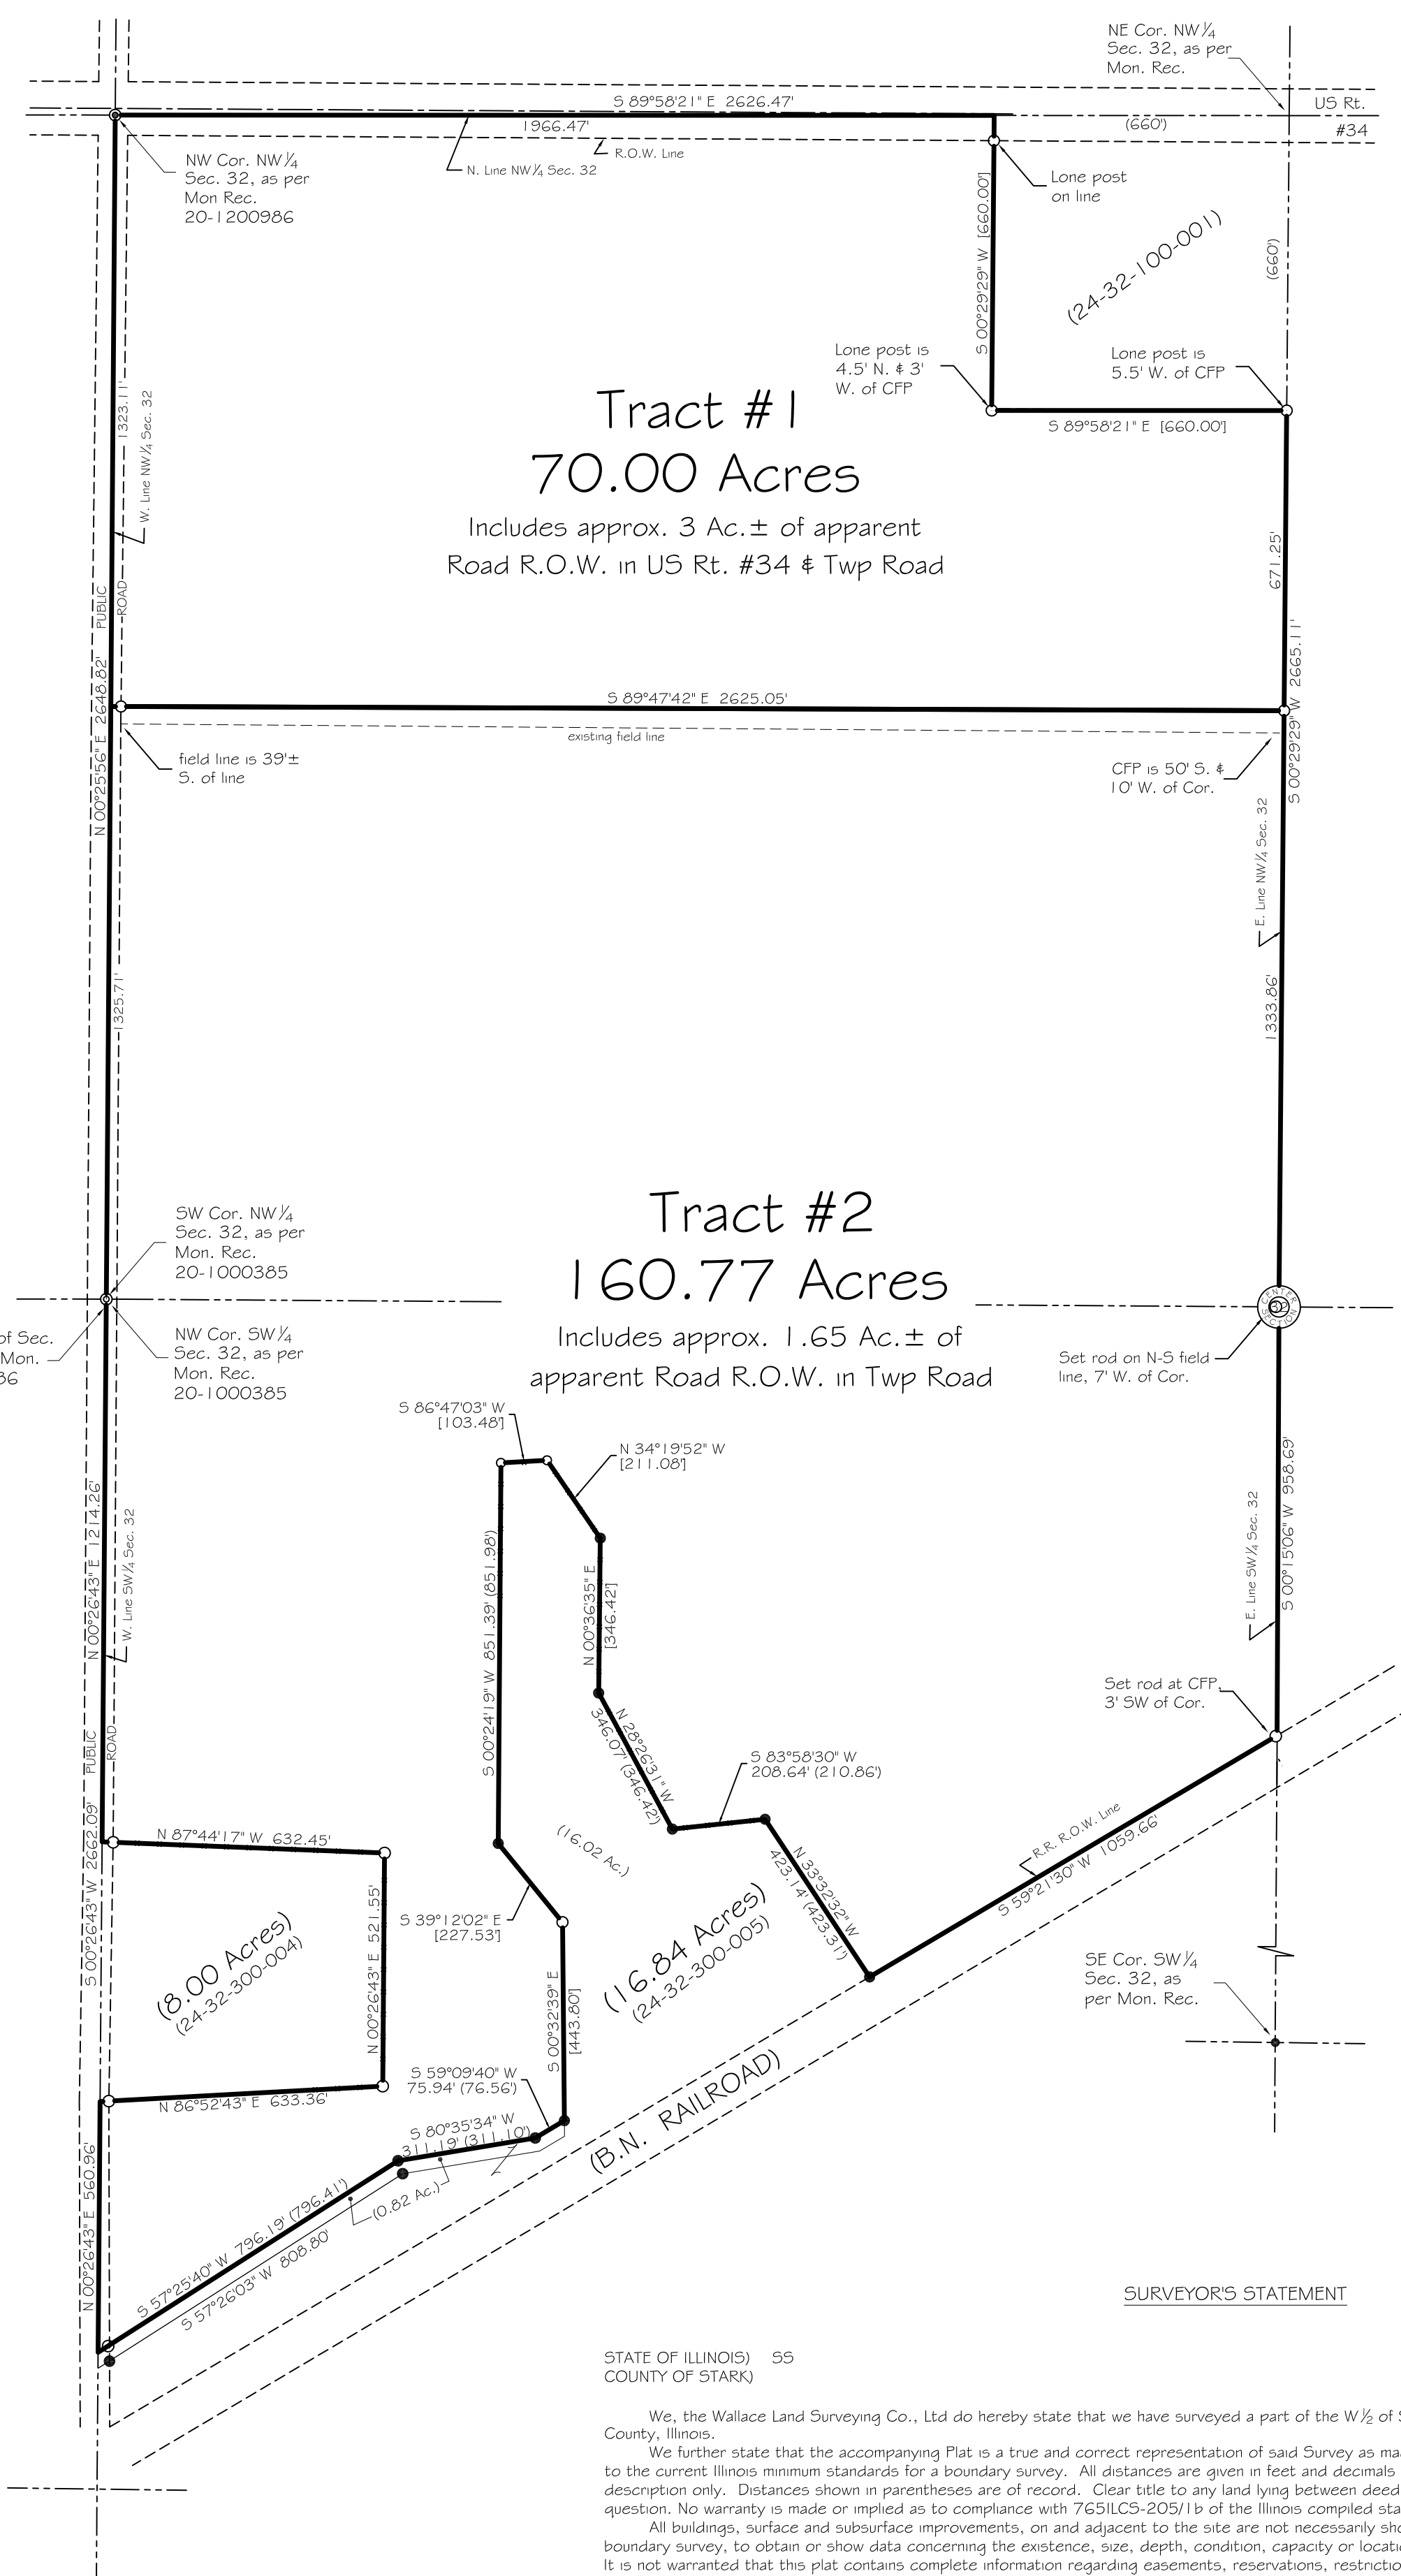 NE Cor. NW ¼
Sec. 32, as per
Mon. Rec.
S 89°58'21" E 2626.47'
US Rt.
1966.47'
(660')
#34
R.O.W. Line
N. Line NW¼ Sec. 32
NW Cor. NW ¼
Sec. 32, as per
Mon Rec.
20-1200986
Lone post
on line
S 00°29'29" W [660.00']
(24-32-100-001)
(660')
Lone post is
4.5' N. & 3'
W. of CFP
Lone post is
5.5' W. of CFP
S 89°58'21" E [660.00']
1323.11'
W. Line NW¼ Sec. 32
Tract #1
70.00 Acres
Includes approx. 3 Ac.± of apparent
Road R.O.W. in US Rt. #34 & Twp Road
671.25'
PUBLIC
ROAD
N 00°25'56" E 2648.82'
S 00°29'29" W 2665.11'
S 89°47'42" E 2625.05'
existing field line
field line is 39'±
S. of line
CFP is 50' S. &
10' W. of Cor.
E. Line NW¼ Sec. 32
1325.71'
1333.86'
SW Cor. NW ¼
Sec. 32, as per
Mon. Rec.
20-1000385
Tract #2
160.77 Acres
Includes approx. 1.65 Ac.± of
apparent Road R.O.W. in Twp Road
CENTER
32
SECTION
of Sec.
Mon.
36
NW Cor. SW ¼
Sec. 32, as per
Mon. Rec.
20-1000385
Set rod on N-S field
line, 7' W. of Cor.
S 86°47'03" W
[103.48']
N 34°19'52" W
[211.08']
N 00°26'43" E 1214.26'
W. Line SW¼ Sec. 32
S 00°24'19" W 851.39' (851.98')
N 00°36'35" E
[346.42']
E. Line SW¼ Sec. 32
S 00°15'06" W 958.69'
Set rod at CFP,
3' SW of Cor.
N 28°26'31" W
346.07' (346.42')
S 83°58'30" W
208.64' (210.86')
PUBLIC
ROAD
S 00°26'43" W 2662.09'
N 87°44'17" W 632.45'
(16.02 Ac.)
N 33°32'32" W
423.14' (423.31')
R.R. R.O.W. Line
S 59°21'30" W 1059.66'
(8.00 Acres)
(24-32-300-004)
N 00°26'43" E 521.55'
S 39°12'02" E
[227.53']
(16.84 Acres)
(24-32-300-005)
SE Cor. SW ¼
Sec. 32, as
per Mon. Rec.
S 00°32'39" E
[443.80']
(B.N. RAILROAD)
N 86°52'43" E 633.36'
S 59°09'40" W
75.94' (76.56')
S 80°35'34" W
311.19' (311.10')
(0.82 Ac.)
N 00°26'43" E 560.96'
S 57°25'40" W 796.19' (796.41')
S 57°26'03" W 808.80'
SURVEYOR'S STATEMENT
STATE OF ILLINOIS) SS
COUNTY OF STARK)
We, the Wallace Land Surveying Co., Ltd do hereby state that we have surveyed a part of the W ½ of
County, Illinois.
We further state that the accompanying Plat is a true and correct representation of said Survey as
to the current Illinois minimum standards for a boundary survey. All distances are given in feet and decimals
description only. Distances shown in parentheses are of record. Clear title to any land lying between deed
question. No warranty is made or implied as to compliance with 765ILCS-205/1b of the Illinois compiled
All buildings, surface and subsurface improvements, on and adjacent to the site are not necessarily
boundary survey, to obtain or show data concerning the existence, size, depth, condition, capacity or
It is not warranted that this plat contains complete information regarding easements, reservations,